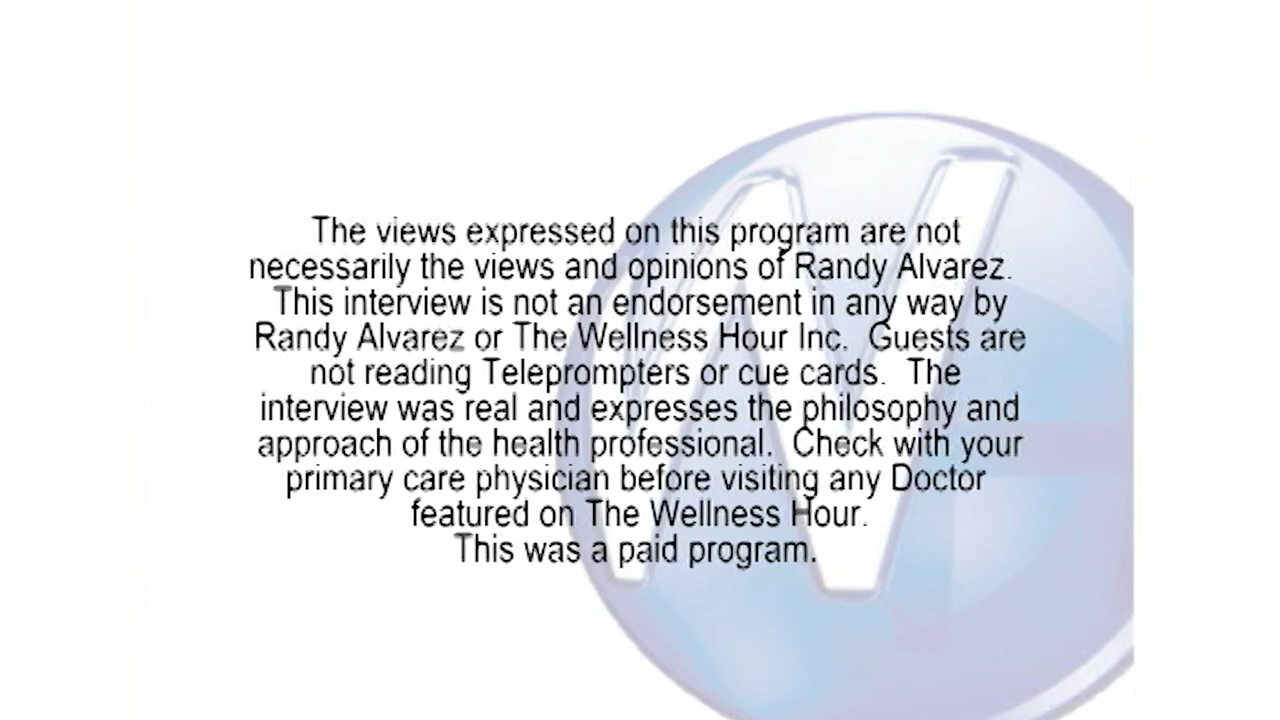 The views expressed on this program are not
necessarily the views and opinions of Randy Alvarez.
This interview is not an endorsement in any way by
Randy Alvarez or The Wellness Hour Inc.  Guests are
not reading Teleprompters or cue cards.  The
interview was real and expresses the philosophy and
approach of the health professional.  Check with your
primary care physician before visiting any Doctor
featured on The Wellness Hour.
This was a paid program.